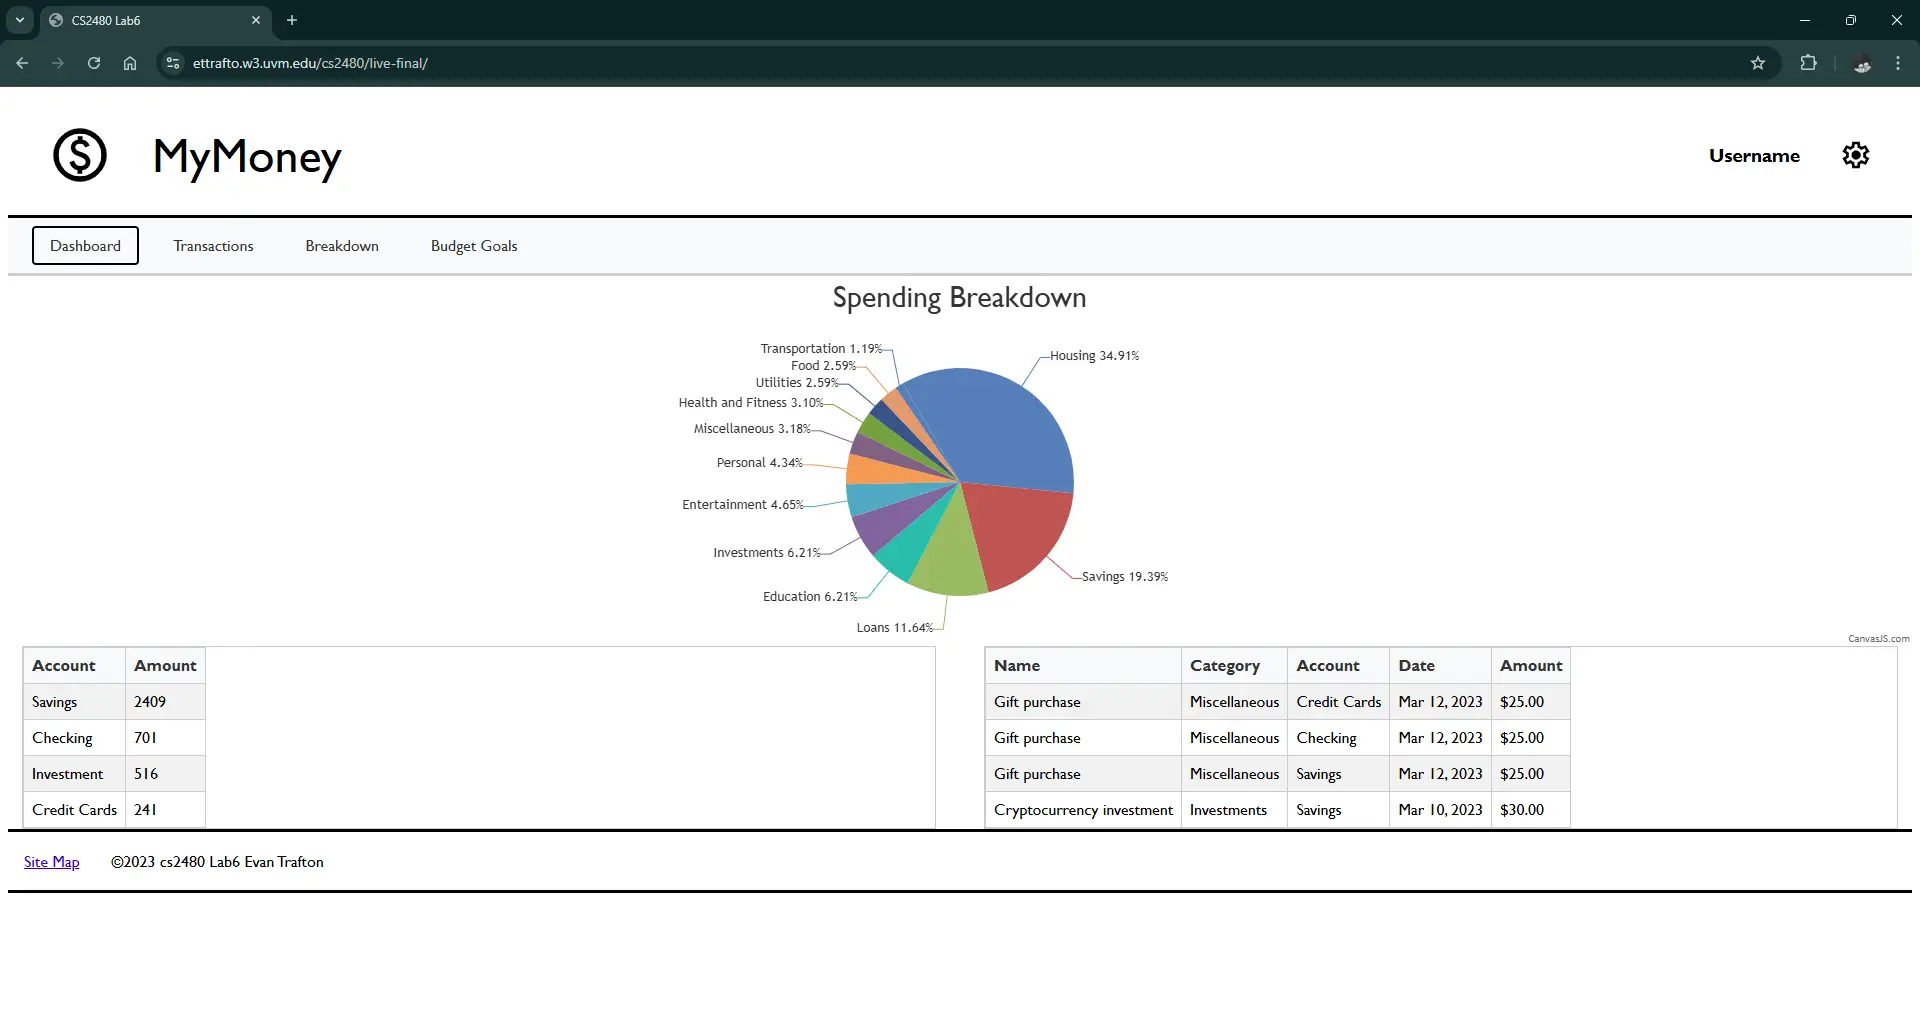 CS2480 Lab6
ettrafto.w3.uvm.edu/cs2480/live-final/
MyMoney
Username
Dashboard Transactions Breakdown Budget Goals
Spending Breakdown
Transportation 1.19%
Housing 34.91%
Food 2.59%
Utilities 2.59%
Health and Fitness 3.10%
Miscellaneous 3.18%
Personal 4.34%
Entertainment 4.65%
Investments 6.21%
Savings 19.39%
Education 6.21%
Loans 11.64%
CanvasJS.com
Account Amount
Savings 2409
Checking 701
Investment 516
Credit Cards 241
Name Category Account Date Amount
Gift purchase Miscellaneous Credit Cards Mar 12, 2023 $25.00
Gift purchase Miscellaneous Checking Mar 12, 2023 $25.00
Gift purchase Miscellaneous Savings Mar 12, 2023 $25.00
Cryptocurrency investment Investments Savings Mar 10, 2023 $30.00
Site Map ©2023 cs2480 Lab6 Evan Trafton